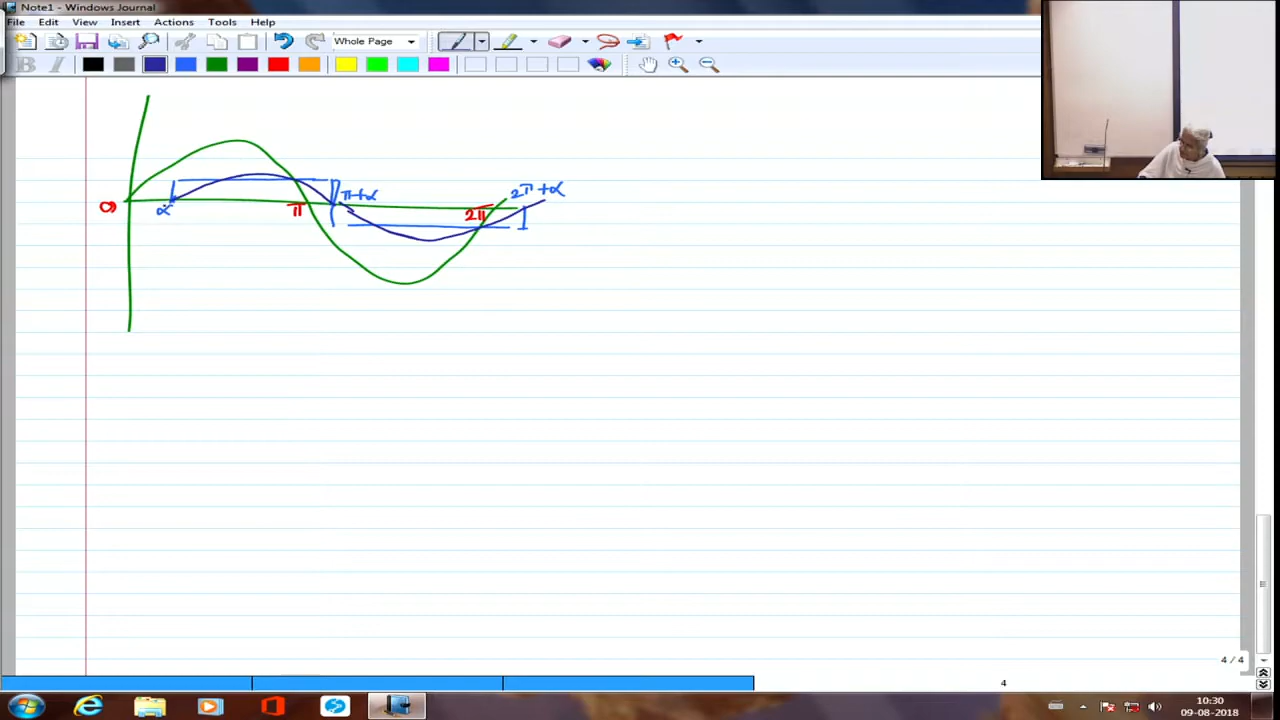 Note1 - Windows Journal
File Edit View Insert Actions Tools Help
Whole Page
B I
0
α
π
π+α
2π
2π+α
4 / 4
4
10:30
09-08-2018